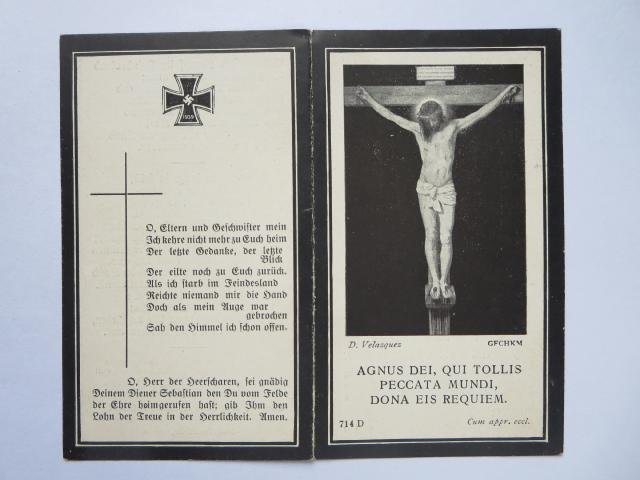 1939
O, Eltern und Geschwister mein
Ich kehre nicht mehr zu Euch heim
Der letzte Gedanke, der letzte
Blick
Der eilte noch zu Euch zurück.
Als ich starb im Feindesland
Reichte niemand mir die Hand
Doch als mein Auge war
gebrochen
Sah den Himmel ich schon offen.
O, Herr der Heerscharen, sei gnädig
Deinem Diener Sebastian den Du vom Felde
der Ehre heimgerufen hast; gib Ihm den
Lohn der Treue in der Herrlichkeit. Amen.
D. Velazquez GFCHKM
AGNUS DEI, QUI TOLLIS
PECCATA MUNDI,
DONA EIS REQUIEM.
714 D Cum appr. eccl.